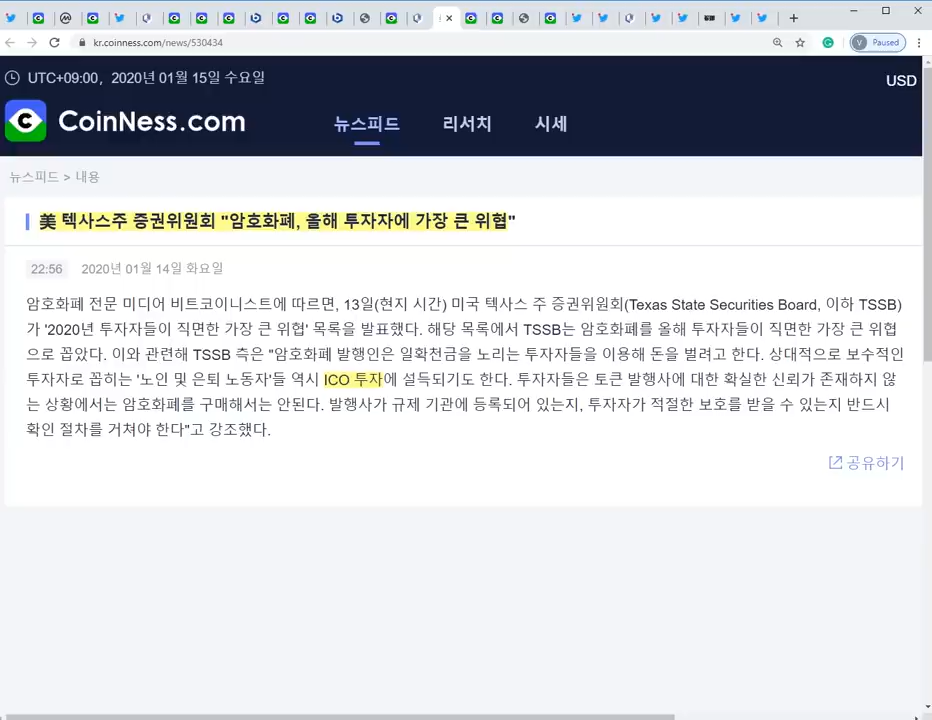 kr.coinness.com/news/530434
V Paused
UTC+09:00, 2020년 01월 15일 수요일
USD
CoinNess.com
뉴스피드 리서치 시세
뉴스피드 > 내용
美 텍사스주 증권위원회 "암호화폐, 올해 투자자에 가장 큰 위협"
22:56 2020년 01월 14일 화요일
암호화폐 전문 미디어 비트코이니스트에 따르면, 13일(현지 시간) 미국 텍사스 주 증권위원회(Texas State Securities Board, 이하 TSSB)
가 '2020년 투자자들이 직면한 가장 큰 위협' 목록을 발표했다. 해당 목록에서 TSSB는 암호화폐를 올해 투자자들이 직면한 가장 큰 위협
으로 꼽았다. 이와 관련해 TSSB 측은 "암호화폐 발행인은 일확천금을 노리는 투자자들을 이용해 돈을 벌려고 한다. 상대적으로 보수적인
투자자로 꼽히는 '노인 및 은퇴 노동자'들 역시 ICO 투자에 설득되기도 한다. 투자자들은 토큰 발행사에 대한 확실한 신뢰가 존재하지 않
는 상황에서는 암호화폐를 구매해서는 안된다. 발행사가 규제 기관에 등록되어 있는지, 투자자가 적절한 보호를 받을 수 있는지 반드시
확인 절차를 거쳐야 한다"고 강조했다.
공유하기